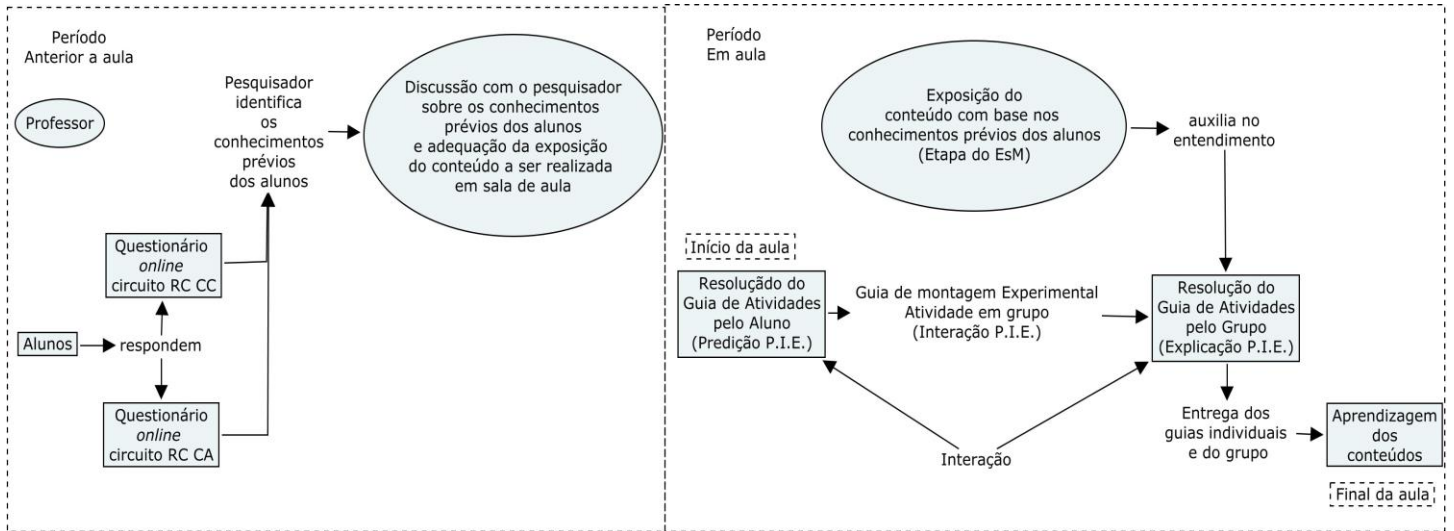 Período
Anterior a aula
Professor
Pesquisador
identifica
os
conhecimentos
prévios
dos alunos
Discussão com o pesquisador
sobre os conhecimentos
prévios dos alunos
e adequação da exposição
do conteúdo a ser realizada
em sala de aula
Questionário
online
circuito RC CC
Alunos
respondem
Questionário
online
circuito RC CA
Período
Em aula
Exposição do
conteúdo com base nos
conhecimentos prévios dos alunos
(Etapa do EsM)
auxilia no
entendimento
Início da aula
Resoluçãdo do
Guia de Atividades
pelo Aluno
(Predição P.I.E.)
Guia de montagem Experimental
Atividade em grupo
(Interação P.I.E.)
Resolução do
Guia de Atividades
pelo Grupo
(Explicação P.I.E.)
Interação
Entrega dos
guias individuais
e do grupo
Aprendizagem
dos
conteúdos
Final da aula